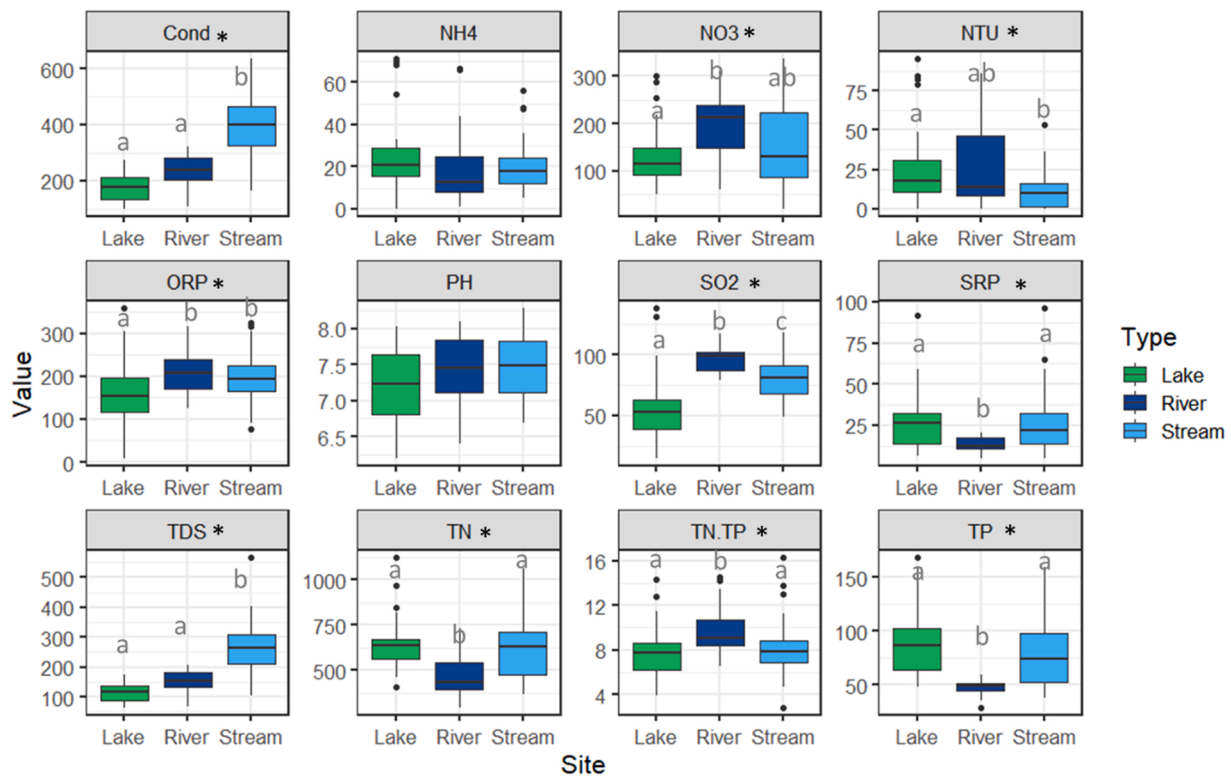 Cond *
NH4
NO3 *
NTU *
600
400
200
a
a
b
60
40
20
0
300
200
100
a
b
ab
75
50
25
0
a
ab
b
Lake River Stream
Lake River Stream
Lake River Stream
Lake River Stream
ORP *
PH
SO2 *
SRP *
300
200
100
0
a
b
b
8.0
7.5
7.0
6.5
100
50
a
b
c
100
75
50
25
a
b
a
Lake River Stream
Lake River Stream
Lake River Stream
Lake River Stream
TDS *
TN *
TN.TP *
TP *
500
400
300
200
100
a
a
b
1000
750
500
a
b
a
16
12
8
4
a
b
a
150
100
50
a
b
a
Lake River Stream
Lake River Stream
Lake River Stream
Lake River Stream
Value
Site
Type
Lake
River
Stream